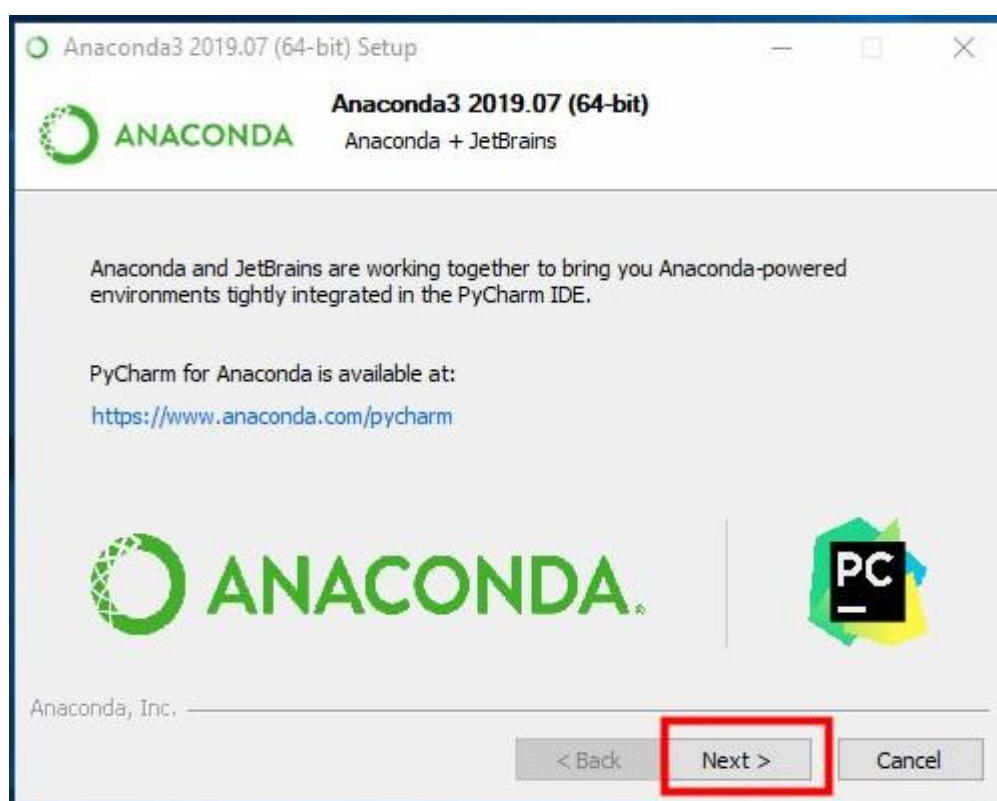 Anaconda3 2019.07 (64-bit) Setup
ANACONDA
Anaconda3 2019.07 (64-bit)
Anaconda + JetBrains
Anaconda and JetBrains are working together to bring you Anaconda-powered
environments tightly integrated in the PyCharm IDE.
PyCharm for Anaconda is available at:
https://www.anaconda.com/pycharm
ANACONDA.®
PC
Anaconda, Inc.
< Back Next > Cancel